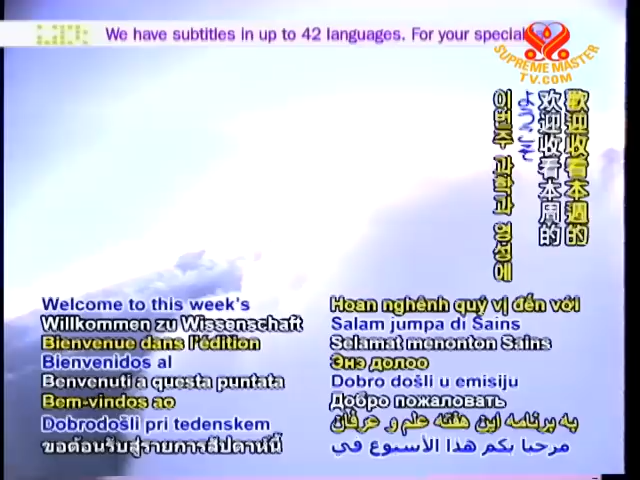 We have subtitles in up to 42 languages. For your special
SUPREME MASTER
TV.COM
歡迎收看本週的
欢迎收看本周的
ようこそ
이번주 과학과 영성에
Welcome to this week's
Willkommen zu Wissenschaft
Bienvenue dans l'édition
Bienvenidos al
Benvenuti a questa puntata
Bem-vindos ao
Dobrodošli pri tedenskem
ขอต้อนรับสู่รายการสัปดาห์นี้
Hoan nghênh quý vị đến với
Salam jumpa di Sains
Selamat menonton Sains
Энэ долоо
Dobro došli u emisiju
Добро пожаловать
به برنامه این هفته علم و عرفان
مرحبا بكم هذا الأسبوع في